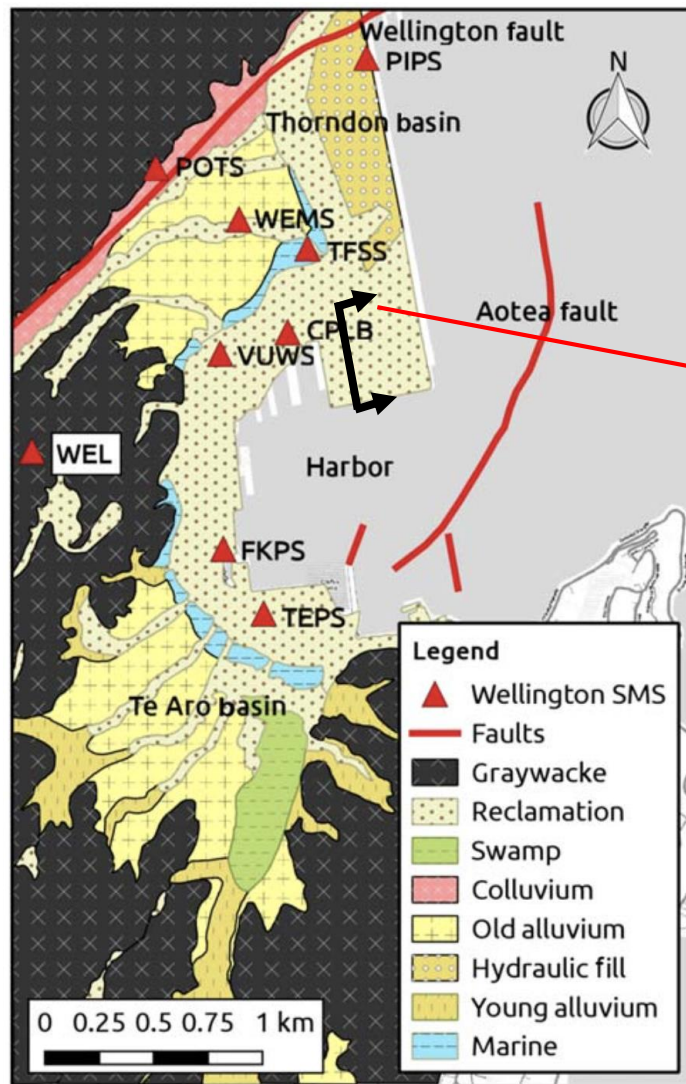 Wellington fault
PIPS
N
Thorndon basin
POTS
WEMS
TFSS
Aotea fault
CPLB
VUWS
WEL
Harbor
FKPS
TEPS
Te Aro basin
Legend
Wellington SMS
Faults
Graywacke
Reclamation
Swamp
Colluvium
Old alluvium
Hydraulic fill
Young alluvium
Marine
0 0.25 0.5 0.75 1 km